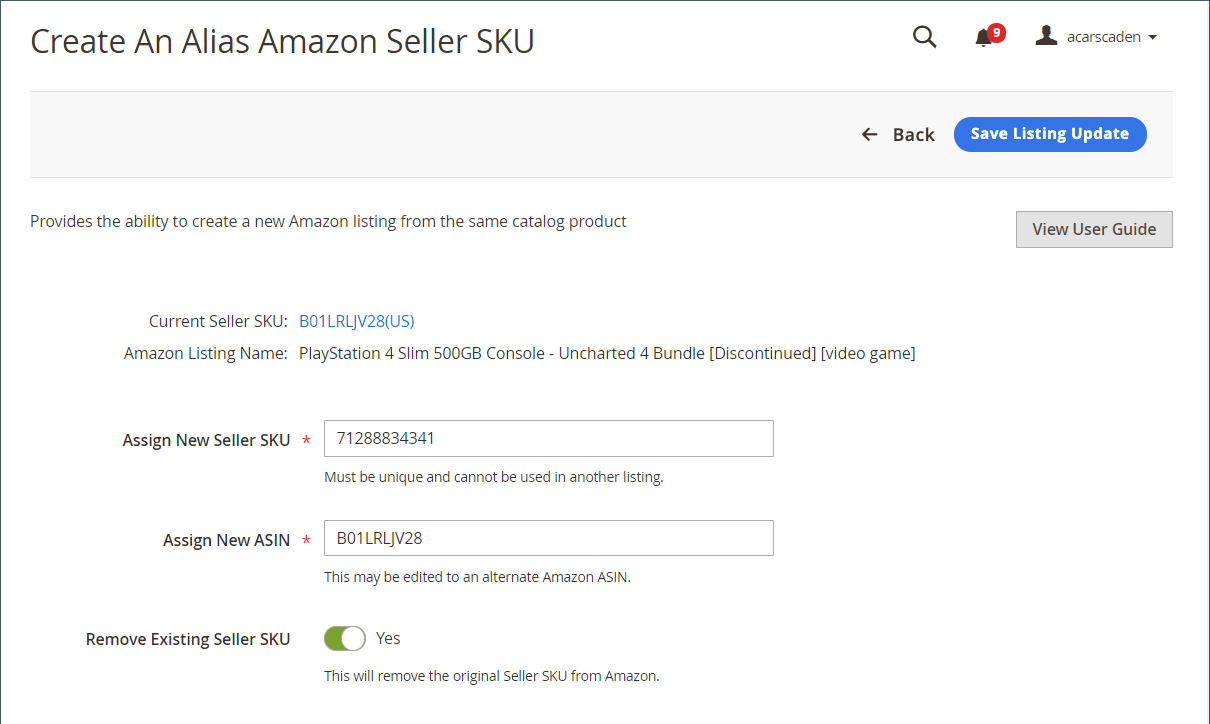 Create An Alias Amazon Seller SKU
9
acarscaden
Back
Save Listing Update
Provides the ability to create a new Amazon listing from the same catalog product
View User Guide
Current Seller SKU: B01LRLJV28(US)
Amazon Listing Name: PlayStation 4 Slim 500GB Console - Uncharted 4 Bundle [Discontinued] [video game]
Assign New Seller SKU * 71288834341
Must be unique and cannot be used in another listing.
Assign New ASIN * B01LRLJV28
This may be edited to an alternate Amazon ASIN.
Remove Existing Seller SKU Yes
This will remove the original Seller SKU from Amazon.